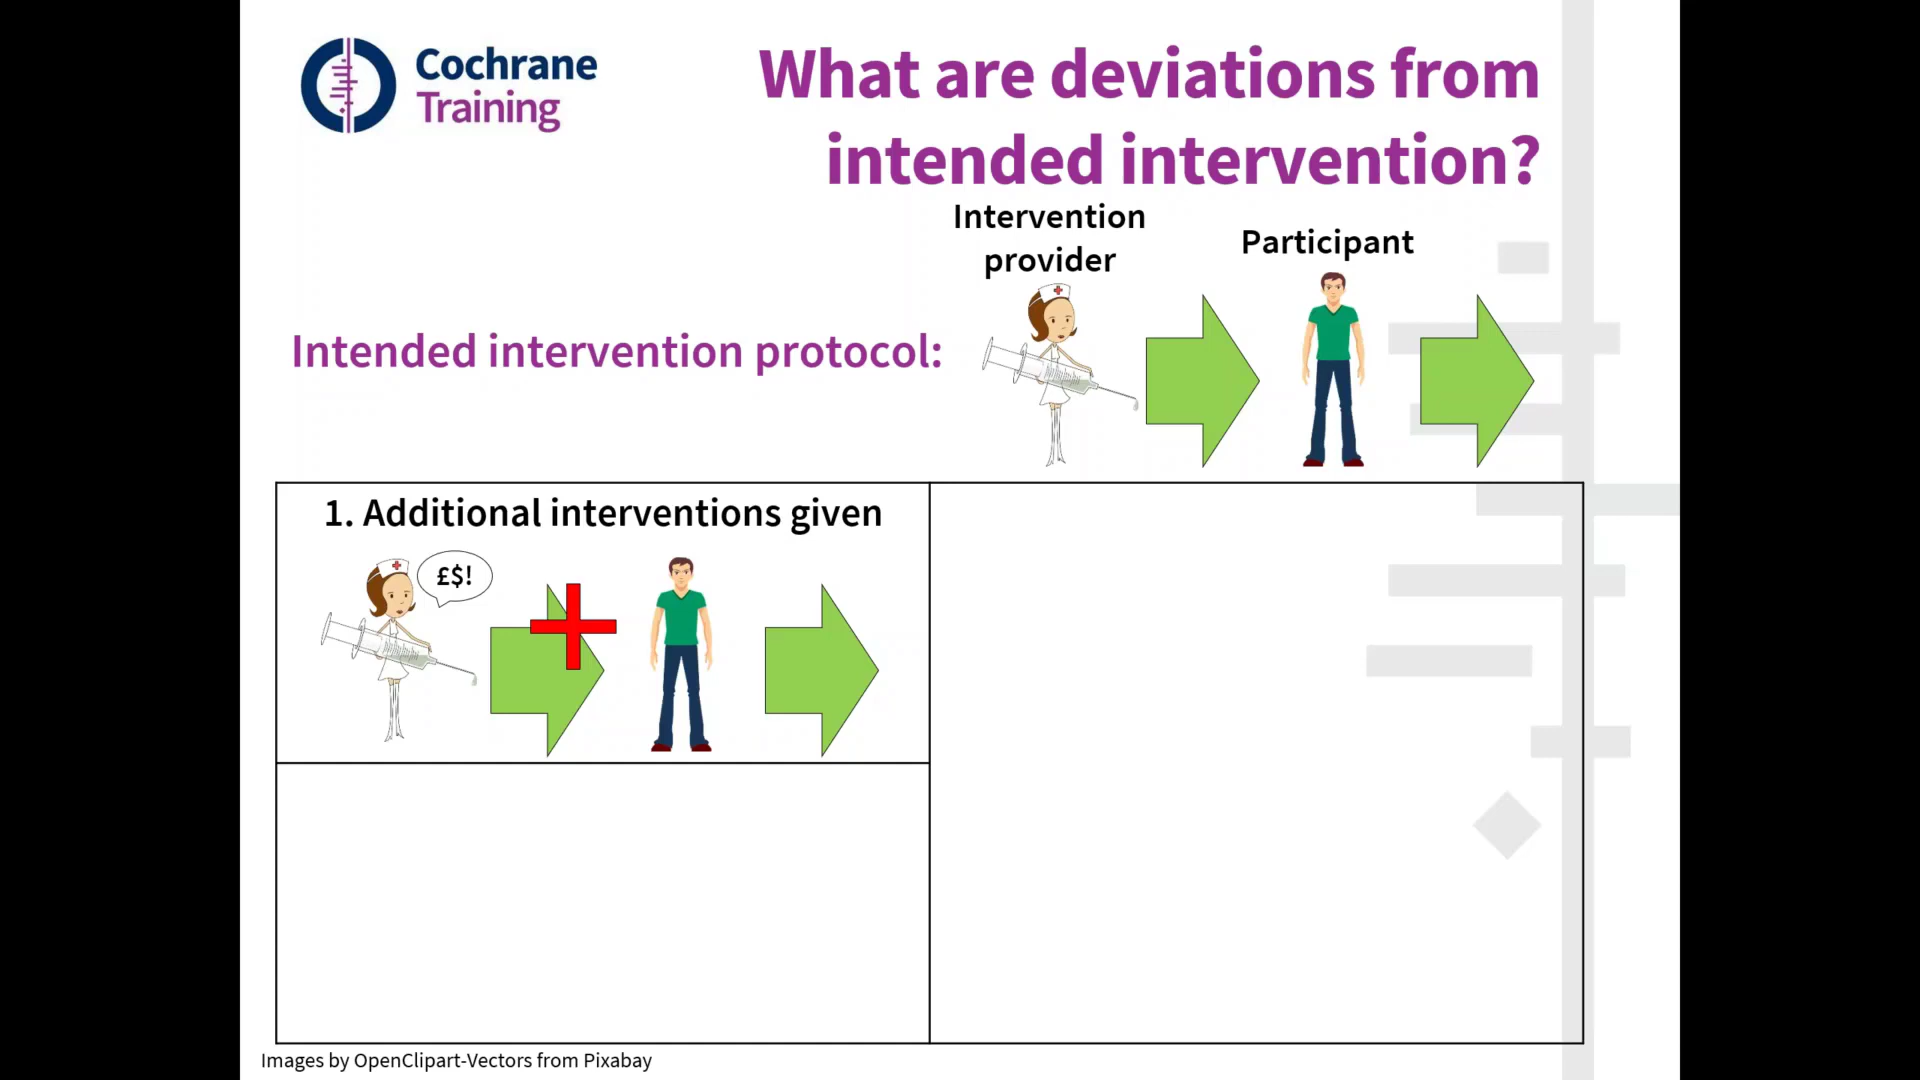 Cochrane
Training
What are deviations from
intended intervention?
Intervention
provider
Participant
Intended intervention protocol:
1. Additional interventions given
£$!
Images by OpenClipart-Vectors from Pixabay